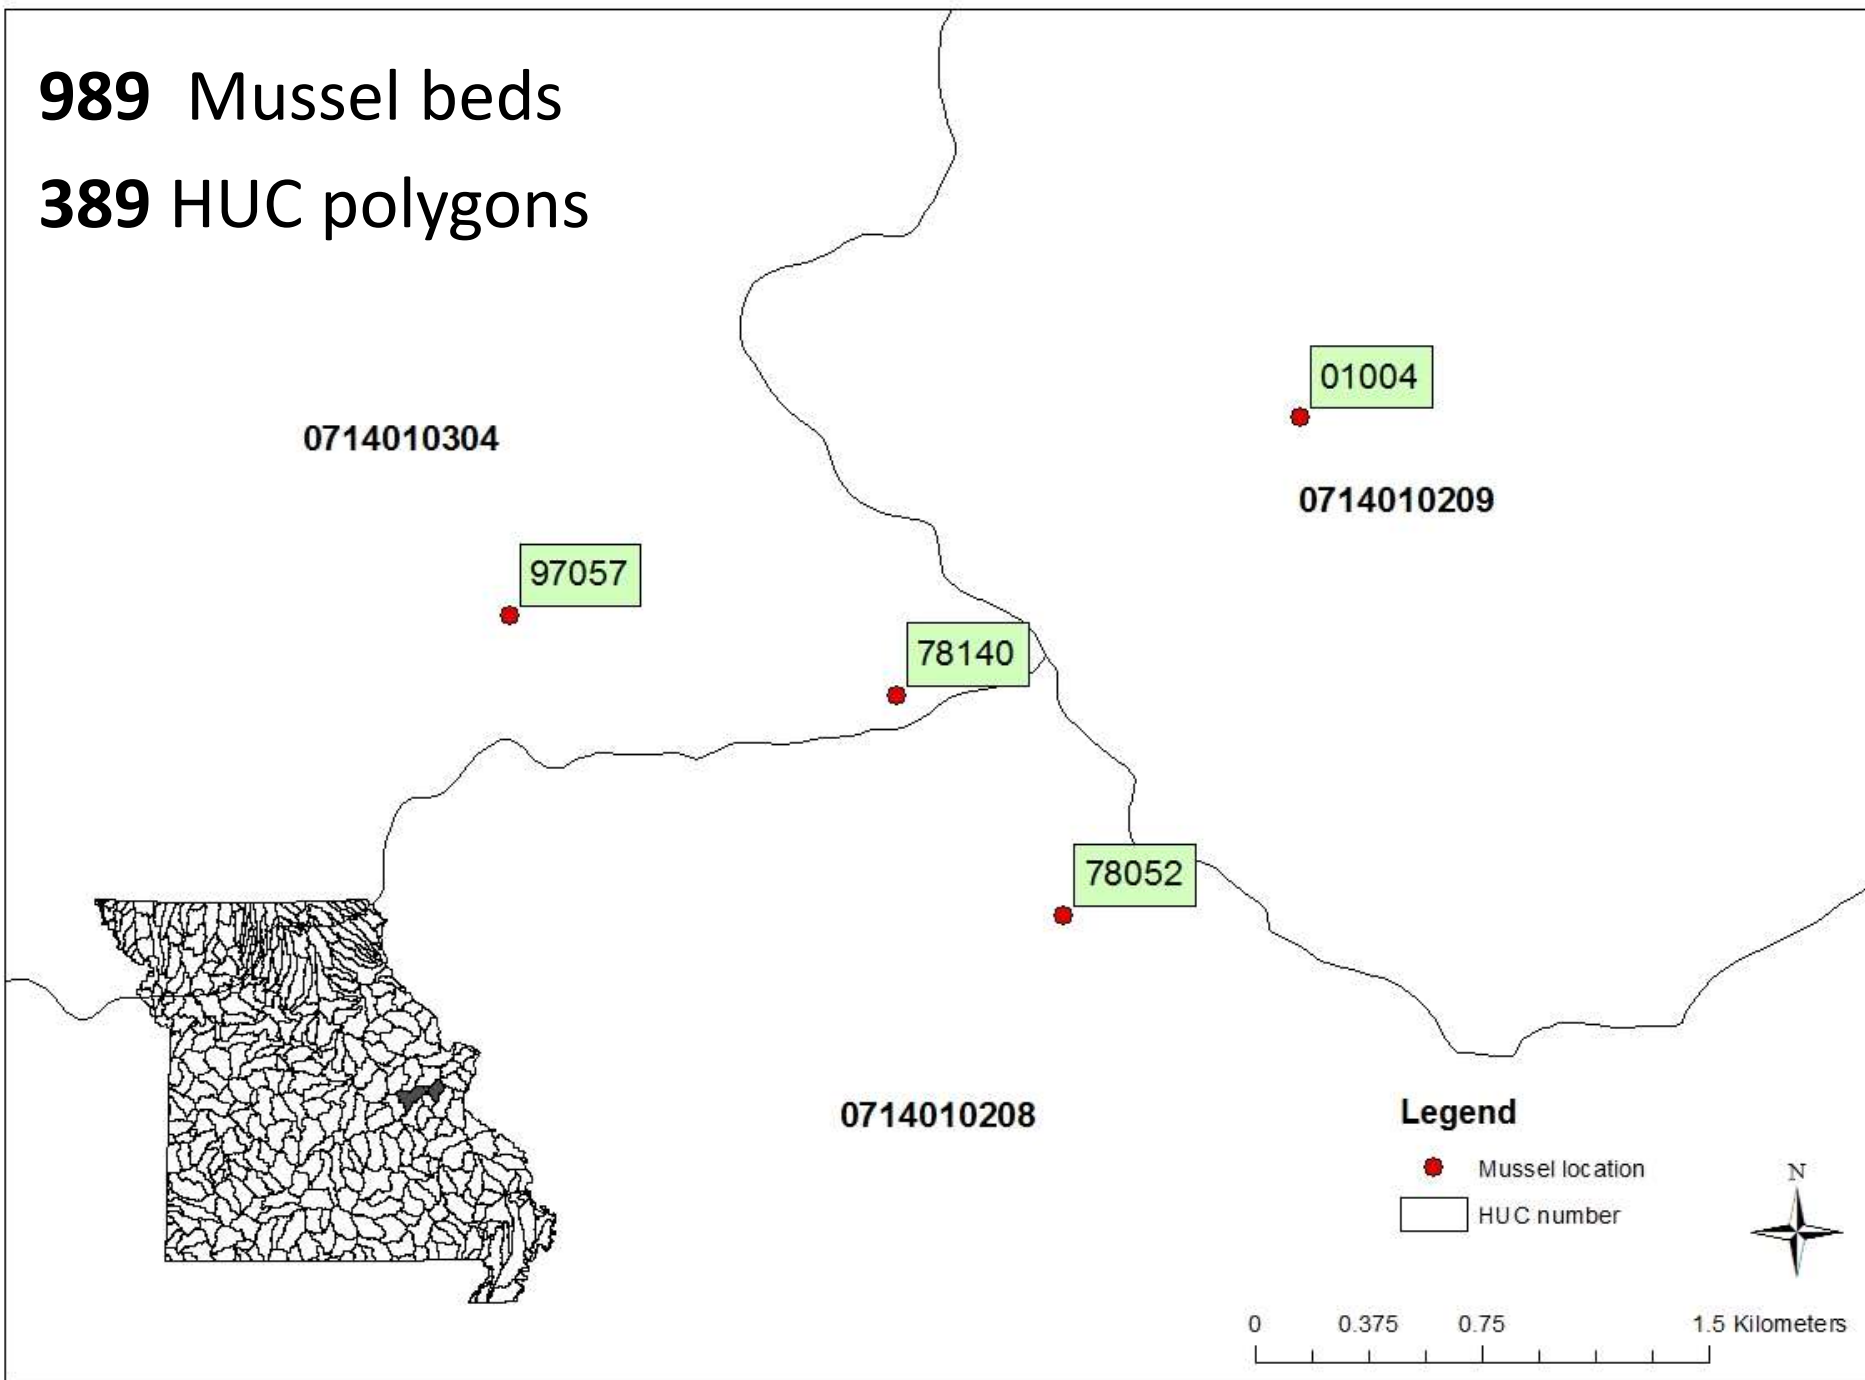 989 Mussel beds
389 HUC polygons
01004
0714010304
0714010209
97057
78140
78052
0714010208
Legend
Mussel location
HUC number
N
0 0.375 0.75 1.5 Kilometers